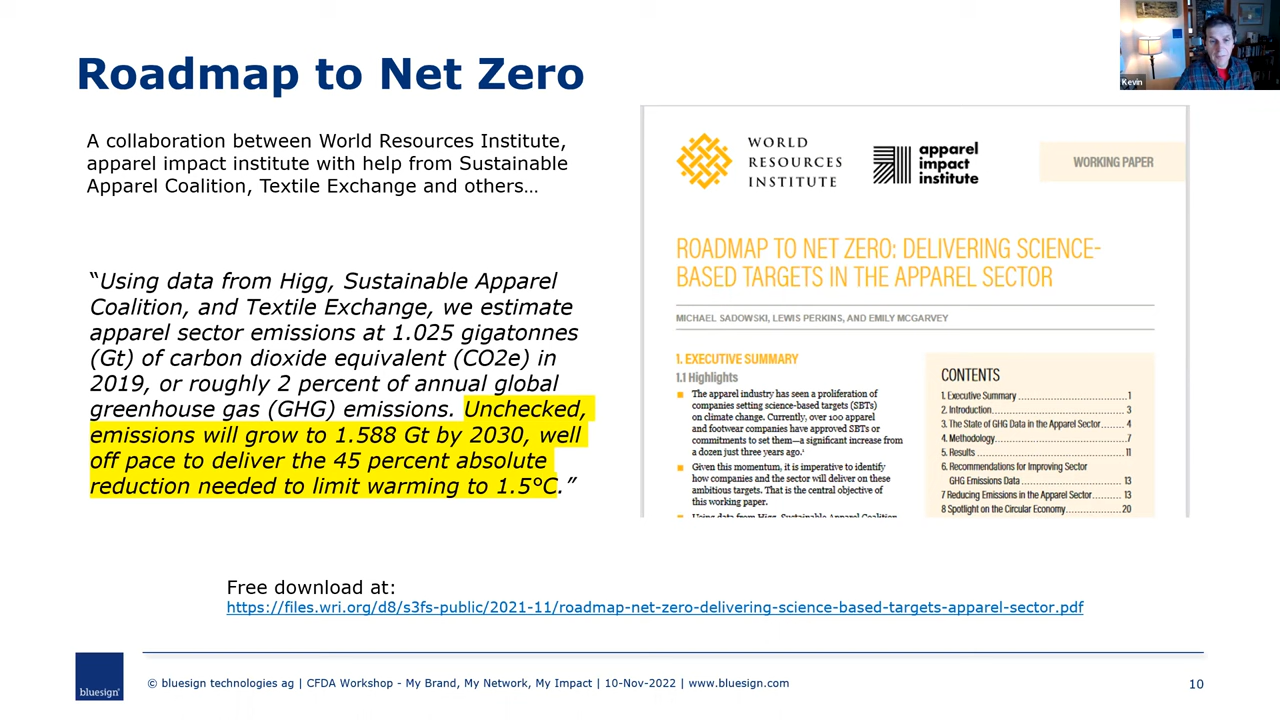 Roadmap to Net Zero
Kevin
A collaboration between World Resources Institute,
apparel impact institute with help from Sustainable
Apparel Coalition, Textile Exchange and others…
“Using data from Higg, Sustainable Apparel
Coalition, and Textile Exchange, we estimate
apparel sector emissions at 1.025 gigatonnes
(Gt) of carbon dioxide equivalent (CO2e) in
2019, or roughly 2 percent of annual global
greenhouse gas (GHG) emissions. Unchecked,
emissions will grow to 1.588 Gt by 2030, well
off pace to deliver the 45 percent absolute
reduction needed to limit warming to 1.5°C.”
WORLD
RESOURCES
INSTITUTE
apparel
impact
institute
WORKING PAPER
ROADMAP TO NET ZERO: DELIVERING SCIENCE-
BASED TARGETS IN THE APPAREL SECTOR
MICHAEL SADOWSKI, LEWIS PERKINS, AND EMILY MCGARVEY
1. EXECUTIVE SUMMARY
1.1 Highlights
The apparel industry has seen a proliferation of
companies setting science-based targets (SBTs)
on climate change. Currently, over 100 apparel
and footwear companies have approved SBTs or
commitments to set them—a significant increase from
a dozen just three years ago.
Given this momentum, it is imperative to identify
how companies and the sector will deliver on these
ambitious targets. That is the central objective of
this working paper.
Using data from Higg, Sustainable Apparel Coalition
CONTENTS
1. Executive Summary ..................1
2. Introduction..................3
3. The State of GHG Data in the Apparel Sector........4
4. Methodology..................7
5. Results ..................11
6. Recommendations for Improving Sector
GHG Emissions Data ..................13
7 Reducing Emissions in the Apparel Sector..........13
8 Spotlight on the Circular Economy..................20
Free download at:
https://files.wri.org/d8/s3fs-public/2021-11/roadmap-net-zero-delivering-science-based-targets-apparel-sector.pdf
bluesign®
© bluesign technologies ag | CFDA Workshop - My Brand, My Network, My Impact | 10-Nov-2022 | www.bluesign.com
10